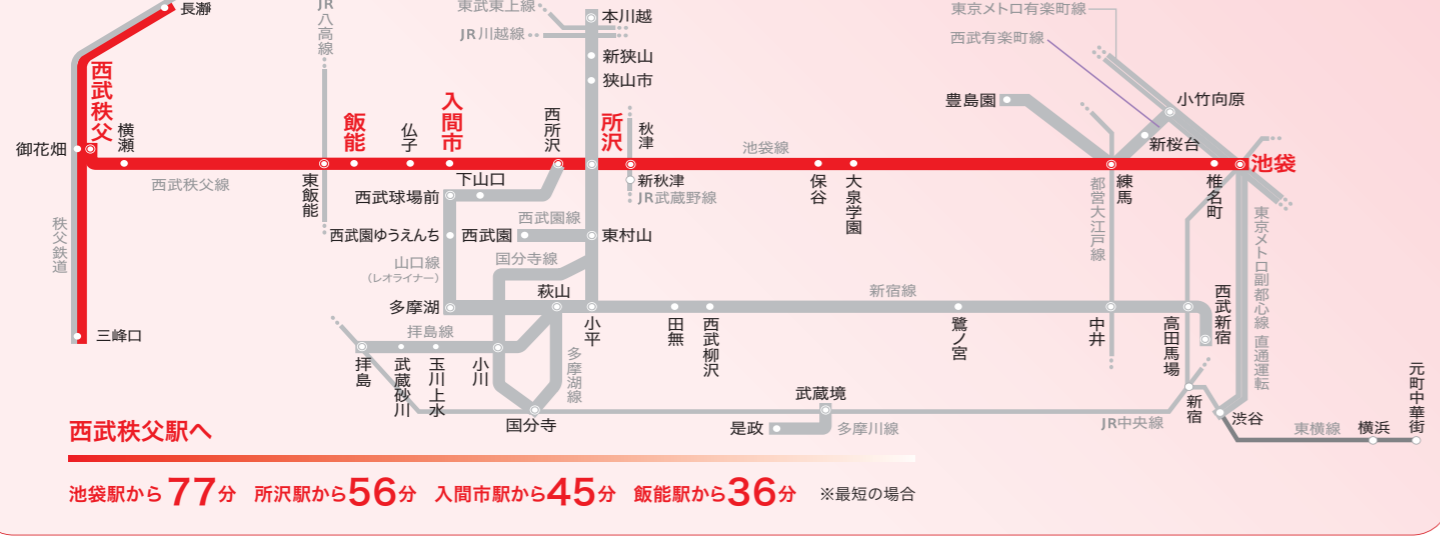 長瀞
JR八高線
東武東上線
JR川越線
本川越
新狭山
狭山市
東京メトロ有楽町線
西武有楽町線
豊島園
小竹向原
新桜台
西武秩父
御花畑
横瀬
飯能
仏子
入間市
西所沢
所沢
秋津
池袋線
池袋
西武秩父線
東飯能
下山口
西武球場前
新秋津
JR武蔵野線
保谷
大泉学園
都営大江戸線
練馬
椎名町
秩父鉄道
西武園線
西武園ゆうえんち
西武園
東村山
山口線
(レオライナー)
国分寺線
東京メトロ副都心線 直通運転
多摩湖
萩山
新宿線
西武新宿
三峰口
拝島線
小平
田無
西武柳沢
鷺ノ宮
中井
高田馬場
拝島
武蔵砂川
玉川上水
小川
多摩湖線
国分寺
武蔵境
是政
多摩川線
JR中央線
新宿
渋谷
東横線
横浜
元町中華街
西武秩父駅へ
池袋駅から77分 所沢駅から56分 入間市駅から45分 飯能駅から36分 ※最短の場合